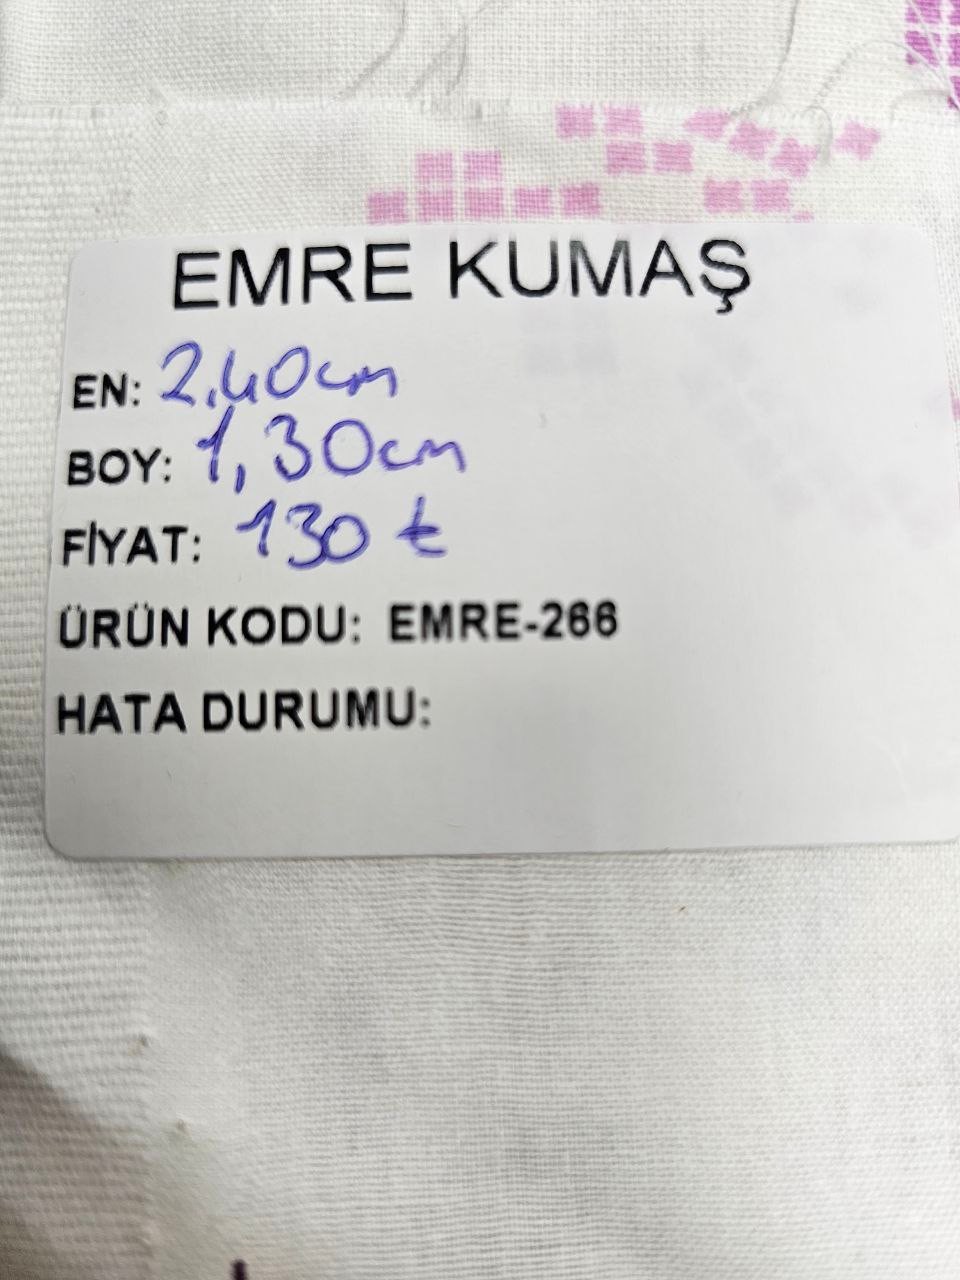 EMRE KUMAŞ
EN: 2.40cm
BOY: 1,30cm
FİYAT: 130 ₺
ÜRÜN KODU: EMRE-266
HATA DURUMU: